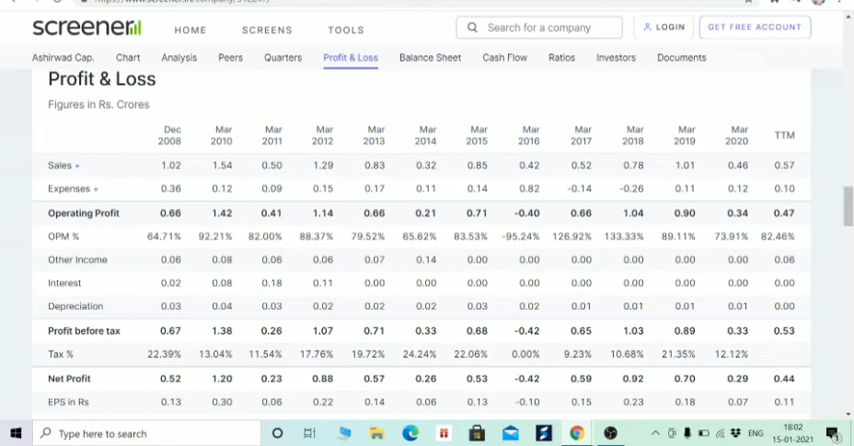 screener
HOME SCREENS TOOLS
Search for a company
LOGIN
GET FREE ACCOUNT
Ashirwad Cap. Chart Analysis Peers Quarters Profit & Loss Balance Sheet Cash Flow Ratios Investors Documents
Profit & Loss
Figures in Rs. Crores
Dec 2008 Mar 2010 Mar 2011 Mar 2012 Mar 2013 Mar 2014 Mar 2015 Mar 2016 Mar 2017 Mar 2018 Mar 2019 Mar 2020 TTM
Sales + 1.02 1.54 0.50 1.29 0.83 0.32 0.85 0.42 0.52 0.78 1.01 0.46 0.57
Expenses + 0.36 0.12 0.09 0.15 0.17 0.11 0.14 0.82 -0.14 -0.26 0.11 0.12 0.10
Operating Profit 0.66 1.42 0.41 1.14 0.66 0.21 0.71 -0.40 0.66 1.04 0.90 0.34 0.47
OPM % 64.71% 92.21% 82.00% 88.37% 79.52% 65.62% 83.53% -95.24% 126.92% 133.33% 89.11% 73.91% 82.46%
Other Income 0.06 0.08 0.06 0.06 0.07 0.14 0.00 0.00 0.00 0.00 0.00 0.00 0.06
Interest 0.02 0.08 0.18 0.11 0.00 0.00 0.00 0.00 0.00 0.00 0.00 0.00 0.00
Depreciation 0.03 0.04 0.03 0.02 0.02 0.02 0.03 0.02 0.01 0.01 0.01 0.01 0.00
Profit before tax 0.67 1.38 0.26 1.07 0.71 0.33 0.68 -0.42 0.65 1.03 0.89 0.33 0.53
Tax % 22.39% 13.04% 11.54% 17.76% 19.72% 24.24% 22.06% 0.00% 9.23% 10.68% 21.35% 12.12%
Net Profit 0.52 1.20 0.23 0.88 0.57 0.26 0.53 -0.42 0.59 0.92 0.70 0.29 0.44
EPS in Rs 0.13 0.30 0.06 0.22 0.14 0.06 0.13 -0.10 0.15 0.23 0.18 0.07 0.11
Type here to search
ENG
18:02
15-01-2021